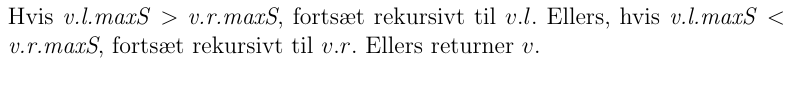 Hvis v.l.maxS > v.r.maxS, fortsæt rekursivt til v.l. Ellers, hvis v.l.maxS <
v.r.maxS, fortsæt rekursivt til v.r. Ellers returner v.